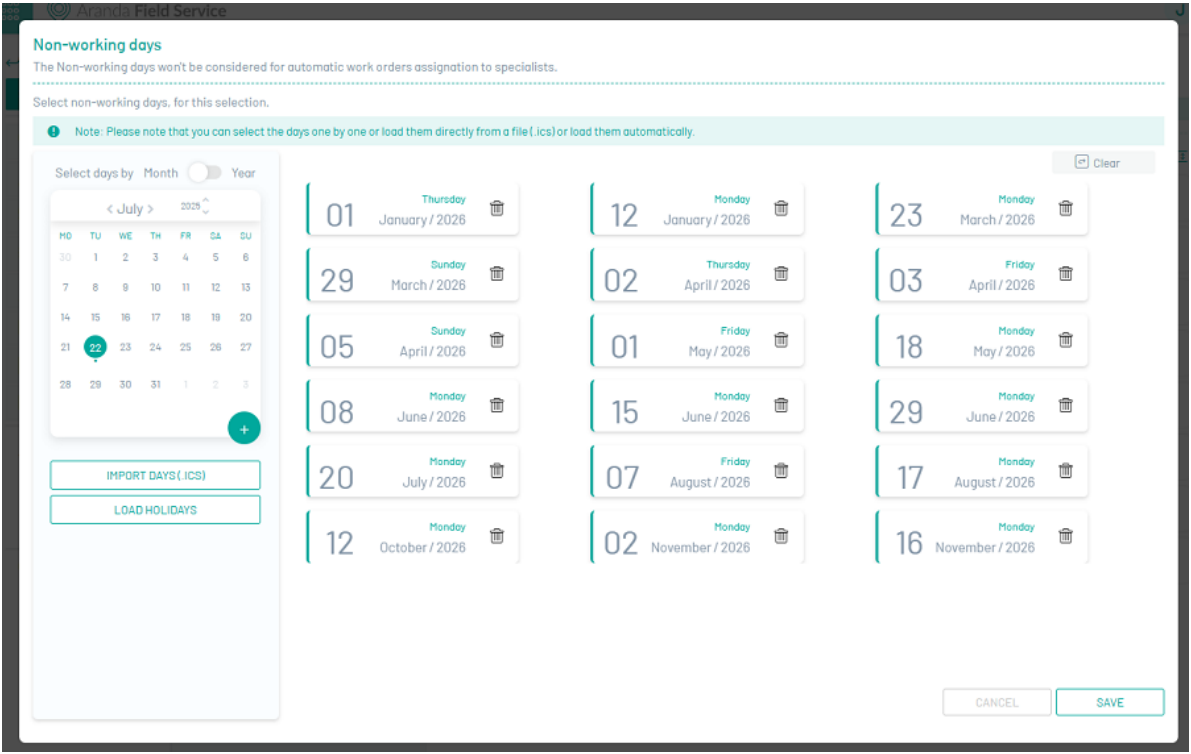 Aranda Field Service
Non-working days
The Non-working days won't be considered for automatic work orders assignation to specialists.
Select non-working days, for this selection.
Note: Please note that you can select the days one by one or load them directly from a file (.ics) or load them automatically.
Clear
Select days by Month Year
< July > 2025
MO TU WE TH FR SA SU
30 1 2 3 4 5 6
7 8 9 10 11 12 13
14 15 16 17 18 19 20
21 22 23 24 25 26 27
28 29 30 31 1 2 3
+
IMPORT DAYS (.ICS)
LOAD HOLIDAYS
01 Thursday January / 2026
12 Monday January / 2026
23 Monday March / 2026
29 Sunday March / 2026
02 Thursday April / 2026
03 Friday April / 2026
05 Sunday April / 2026
01 Friday May / 2026
18 Monday May / 2026
08 Monday June / 2026
15 Monday June / 2026
29 Monday June / 2026
20 Monday July / 2026
07 Friday August / 2026
17 Monday August / 2026
12 Monday October / 2026
02 Monday November / 2026
16 Monday November / 2026
CANCEL
SAVE